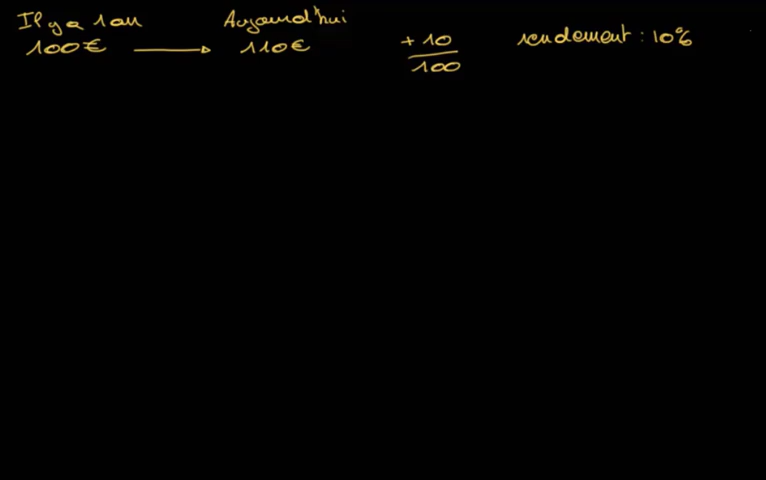 Il y a 1 an Aujourd'hui
100€ → 110€ + 10/100 rendement : 10%